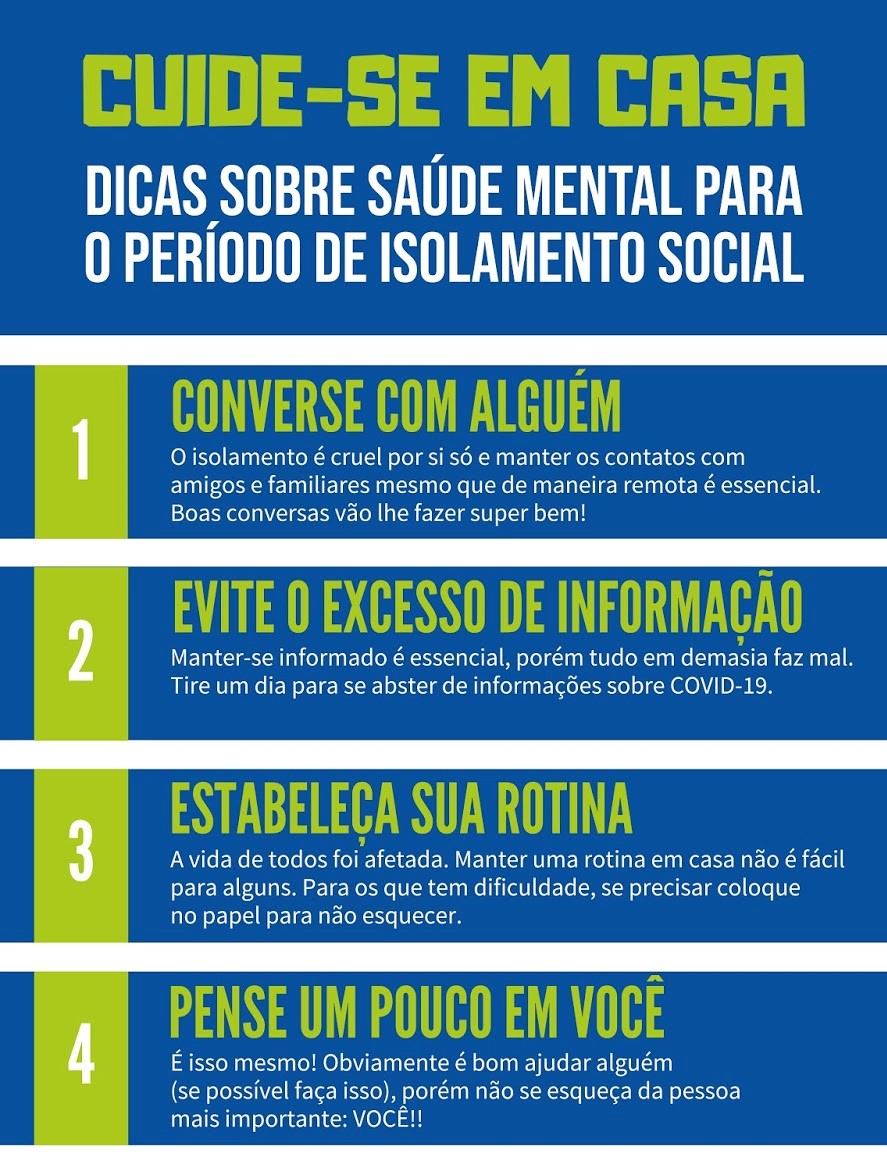 CUIDE-SE EM CASA
DICAS SOBRE SAÚDE MENTAL PARA
O PERÍODO DE ISOLAMENTO SOCIAL
1
CONVERSE COM ALGUÉM
O isolamento é cruel por si só e manter os contatos com
amigos e familiares mesmo que de maneira remota é essencial.
Boas conversas vão lhe fazer super bem!
2
EVITE O EXCESSO DE INFORMAÇÃO
Manter-se informado é essencial, porém tudo em demasia faz mal.
Tire um dia para se abster de informações sobre COVID-19.
3
ESTABELEÇA SUA ROTINA
A vida de todos foi afetada. Manter uma rotina em casa não é fácil
para alguns. Para os que tem dificuldade, se precisar coloque
no papel para não esquecer.
4
PENSE UM POUCO EM VOCÊ
É isso mesmo! Obviamente é bom ajudar alguém
(se possível faça isso), porém não se esqueça da pessoa
mais importante: VOCÊ!!